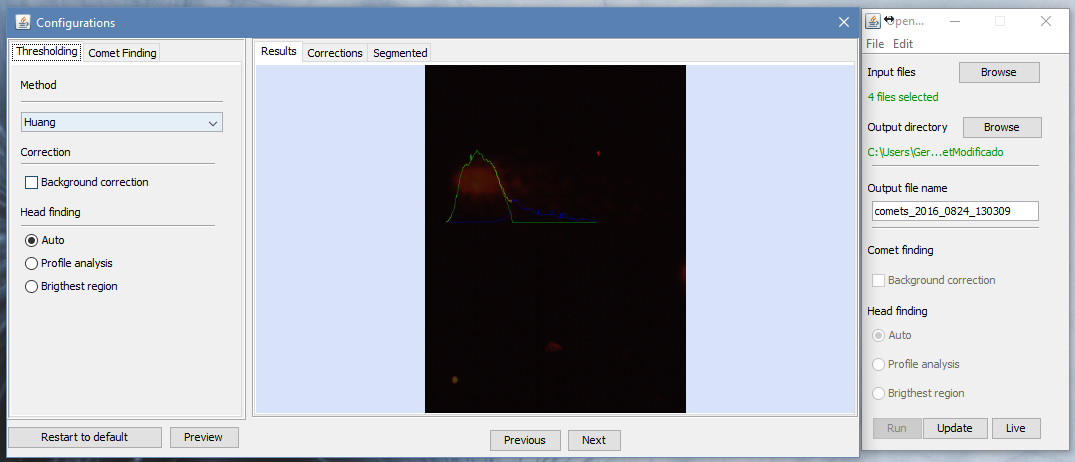 Configurations
Thresholding
Comet Finding
Method
Huang
Correction
Background correction
Head finding
Auto
Profile analysis
Brigthest region
Restart to default
Preview
Results
Corrections
Segmented
Previous
Next
Open...
File Edit
Input files
Browse
4 files selected
Output directory
Browse
C:\Users\Ger...etModificado
Output file name
comets_2016_0824_130309
Comet finding
Background correction
Head finding
Auto
Profile analysis
Brigthest region
Run
Update
Live